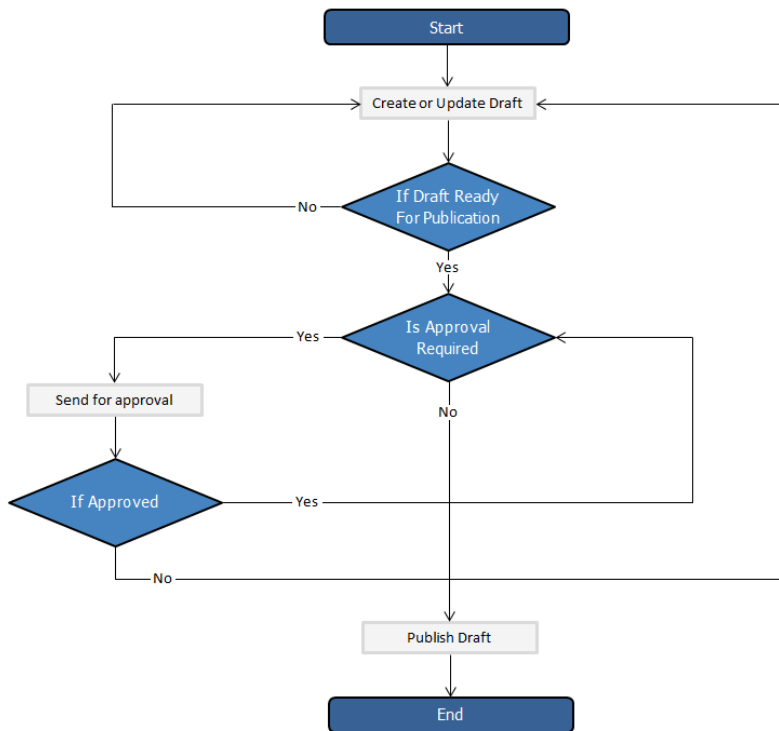 Start
Create or Update Draft
If Draft Ready
For Publication
No
Yes
Is Approval
Required
Yes
Send for approval
No
If Approved
Yes
No
Publish Draft
End